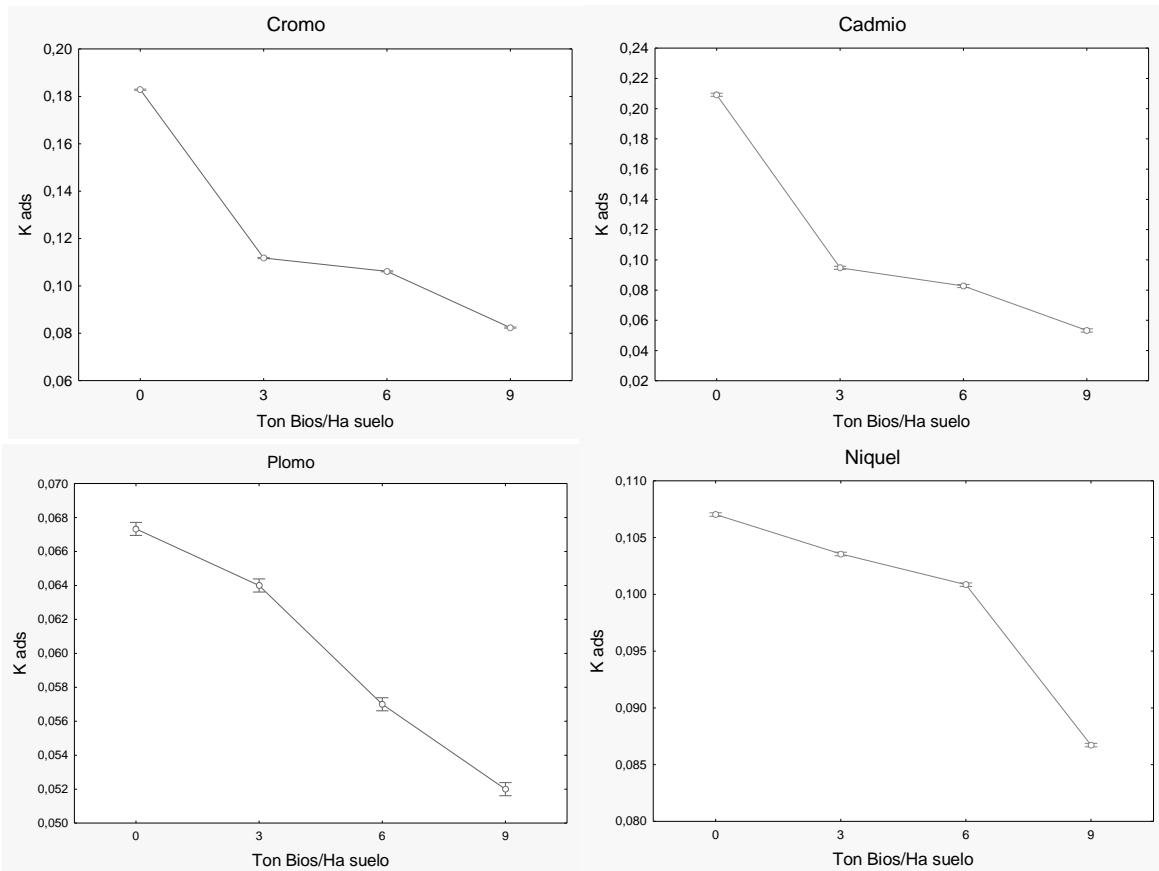 Cromo
0,20
0,18
0,16
0,14
0,12
0,10
0,08
0,06
K ads
0 3 6 9
Ton Bios/Ha suelo
Cadmio
0,24
0,22
0,20
0,18
0,16
0,14
0,12
0,10
0,08
0,06
0,04
0,02
K ads
0 3 6 9
Ton Bios/Ha suelo
Plomo
0,070
0,068
0,066
0,064
0,062
0,060
0,058
0,056
0,054
0,052
0,050
K ads
0 3 6 9
Ton Bios/Ha suelo
Niquel
0,110
0,105
0,100
0,095
0,090
0,085
0,080
K ads
0 3 6 9
Ton Bios/Ha suelo